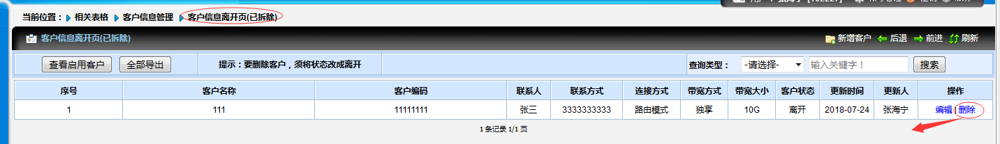 当前位置： 相关表格 客户信息管理 客户信息离开页(已拆除)
客户信息离开页(已拆除) 新增客户 后退 前进 刷新
查看启用客户 全部导出 提示：要删除客户，须将状态改成离开 查询类型： -请选择- 输入关键字！ 搜索
序号 客户名称 客户编码 联系人 联系方式 连接方式 带宽方式 带宽大小 客户状态 更新时间 更新人 操作
1 111 11111111 张三 3333333333 路由模式 独享 10G 离开 2018-07-24 张海宁 编辑 删除
1 条记录 1/1 页